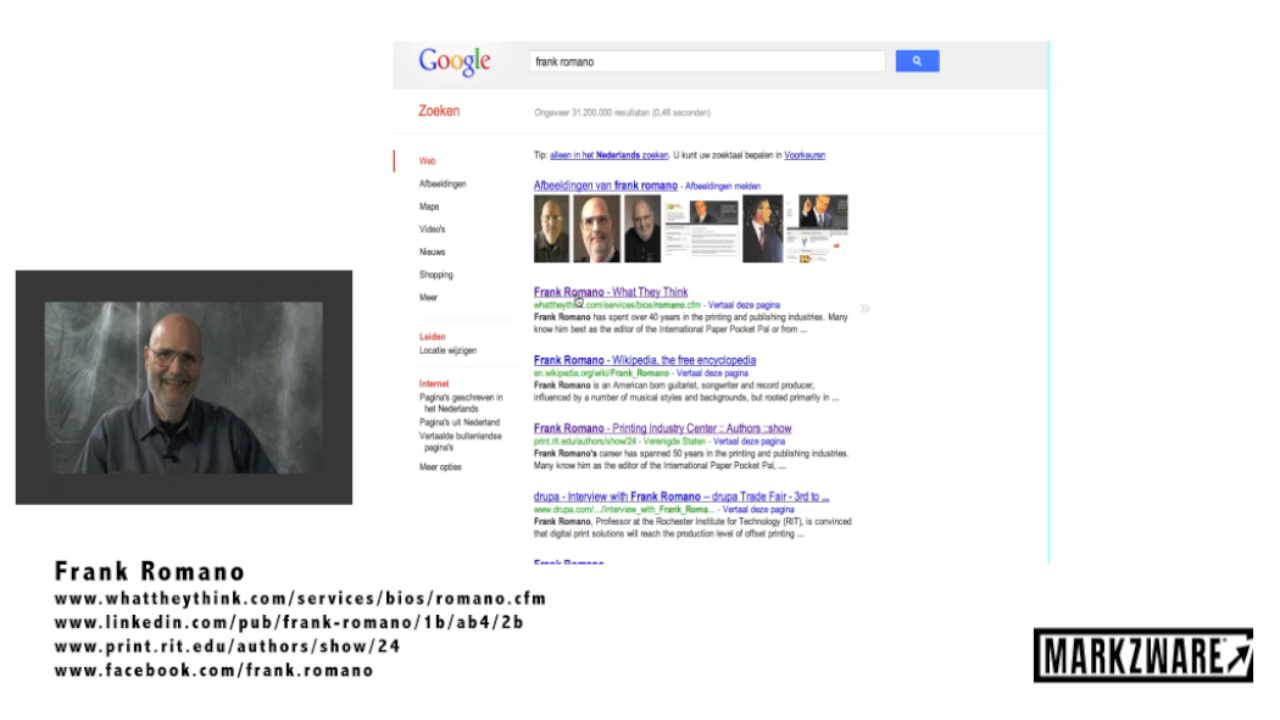 Google
frank romano
Zoeken
Ongeveer 31.200.000 resultaten (0,48 seconden)
Web
Afbeeldingen
Maps
Video's
Nieuws
Shopping
Meer
Leiden
Locatie wijzigen
Internet
Pagina's geschreven in
het Nederlands
Pagina's uit Nederland
Vertaalde buitenlandse
pagina's
Meer opties
Tip: alleen in het Nederlands zoeken. U kunt uw zoektaal bepalen in Voorkeuren
Afbeeldingen van frank romano - Afbeeldingen melden
Frank Romano - What They Think
whattheythink.com/services/bios/romano.cfm - Vertaal deze pagina
Frank Romano has spent over 40 years in the printing and publishing industries. Many
know him best as the editor of the International Paper Pocket Pal or from ...
Frank Romano - Wikipedia, the free encyclopedia
en.wikipedia.org/wiki/Frank_Romano - Vertaal deze pagina
Frank Romano is an American born guitarist, songwriter and record producer,
influenced by a number of musical styles and backgrounds, but rooted primarily in ...
Frank Romano - Printing Industry Center :: Authors ::show
print.rit.edu/authors/show/24 - Verenigde Staten - Vertaal deze pagina
Frank Romano's career has spanned 50 years in the printing and publishing industries.
Many know him as the editor of the International Paper Pocket Pal, ...
drupa - Interview with Frank Romano – drupa Trade Fair - 3rd to ...
www.drupa.com/.../Interview_with_Frank_Roma... - Vertaal deze pagina
Frank Romano, Professor at the Rochester Institute for Technology (RIT), is convinced
that digital print solutions will reach the production level of offset printing ...
Frank Romano
Frank Romano
www.whattheythink.com/services/bios/romano.cfm
www.linkedin.com/pub/frank-romano/1b/ab4/2b
www.print.rit.edu/authors/show/24
www.facebook.com/frank.romano
MARKZWARE